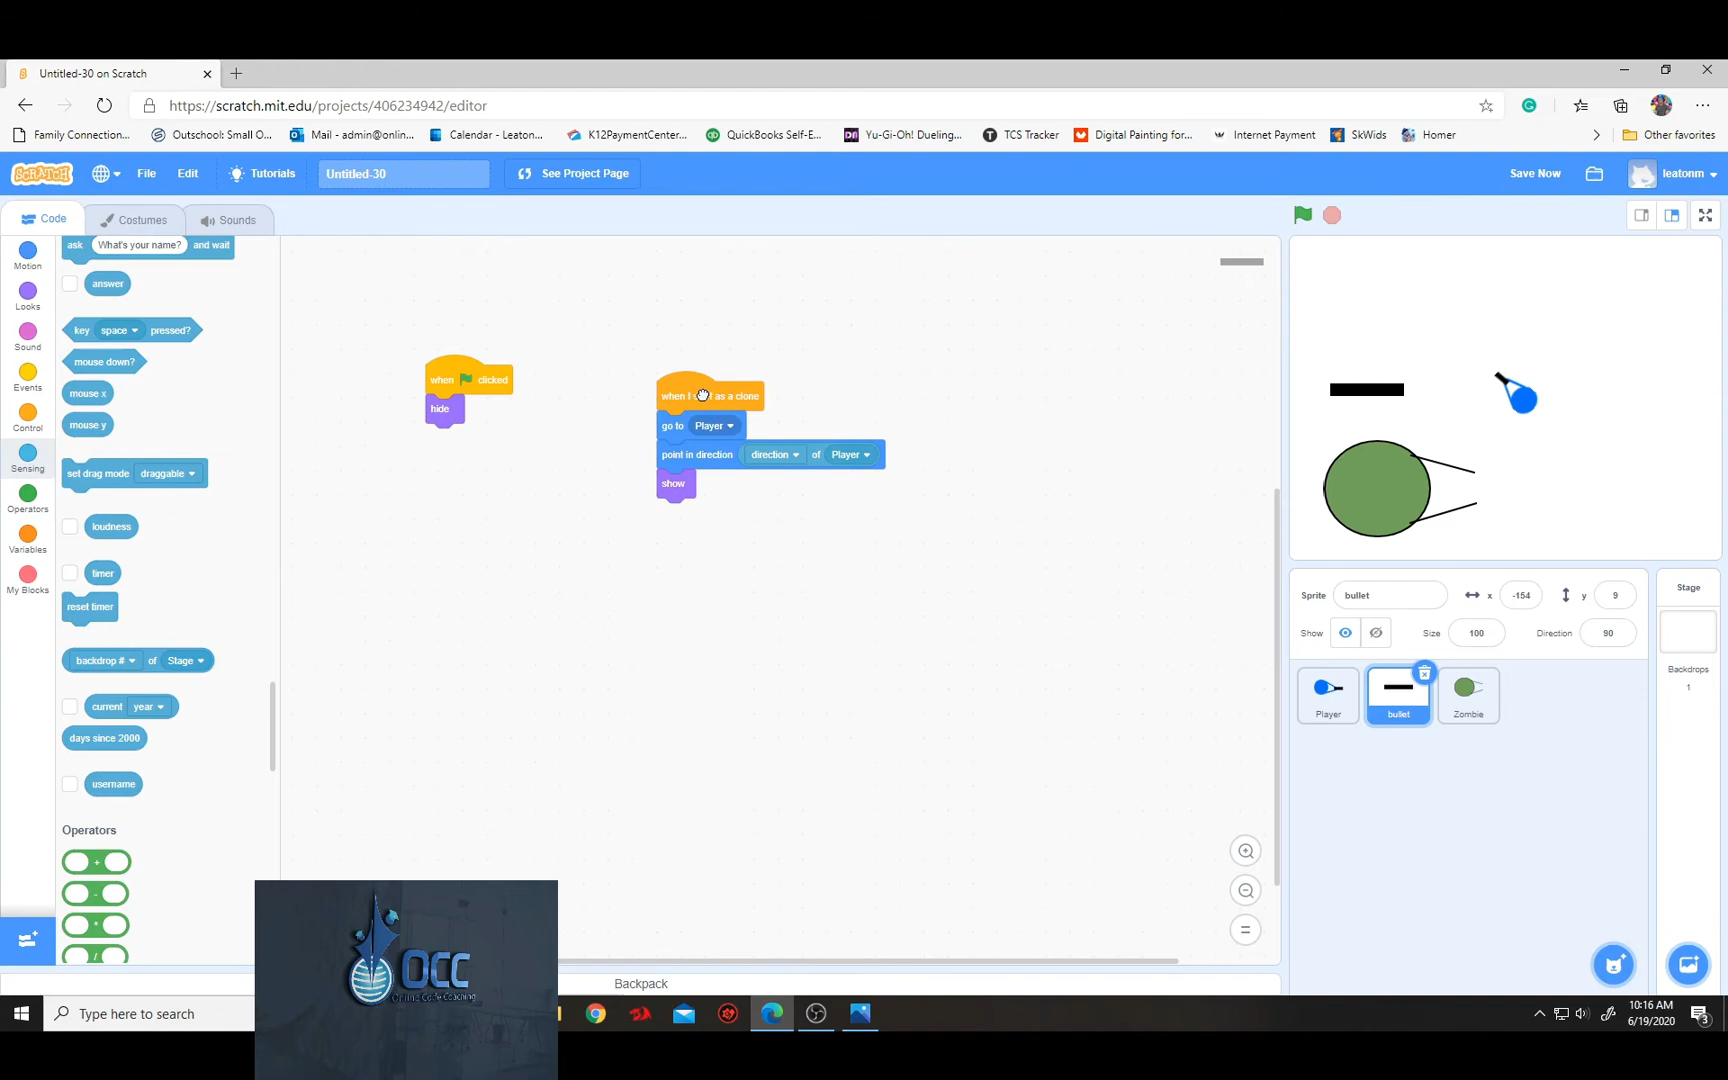 Untitled-30 on Scratch
https://scratch.mit.edu/projects/406234942/editor
Family Connection...
Outschool: Small O...
Mail - admin@onlin...
Calendar - Leaton...
K12PaymentCenter...
QuickBooks Self-E...
Yu-Gi-Oh! Dueling...
TCS Tracker
Digital Painting for...
Internet Payment
SkWids
Homer
Other favorites
SCRATCH
File
Edit
Tutorials
Untitled-30
See Project Page
Save Now
leatonm
Code
Costumes
Sounds
Motion
Looks
Sound
Events
Control
Sensing
Operators
Variables
My Blocks
ask What's your name? and wait
answer
key space pressed?
mouse down?
mouse x
mouse y
set drag mode draggable
loudness
timer
reset timer
backdrop # of Stage
current year
days since 2000
username
Operators
+
-
*
/
when clicked
hide
when I as a clone
go to Player
point in direction direction of Player
show
Backpack
Sprite bullet x -154 y 9
Show Size 100 Direction 90
Player
bullet
Zombie
Stage
Backdrops
1
OCC
Online Code Coaching
Type here to search
10:16 AM
6/19/2020
3